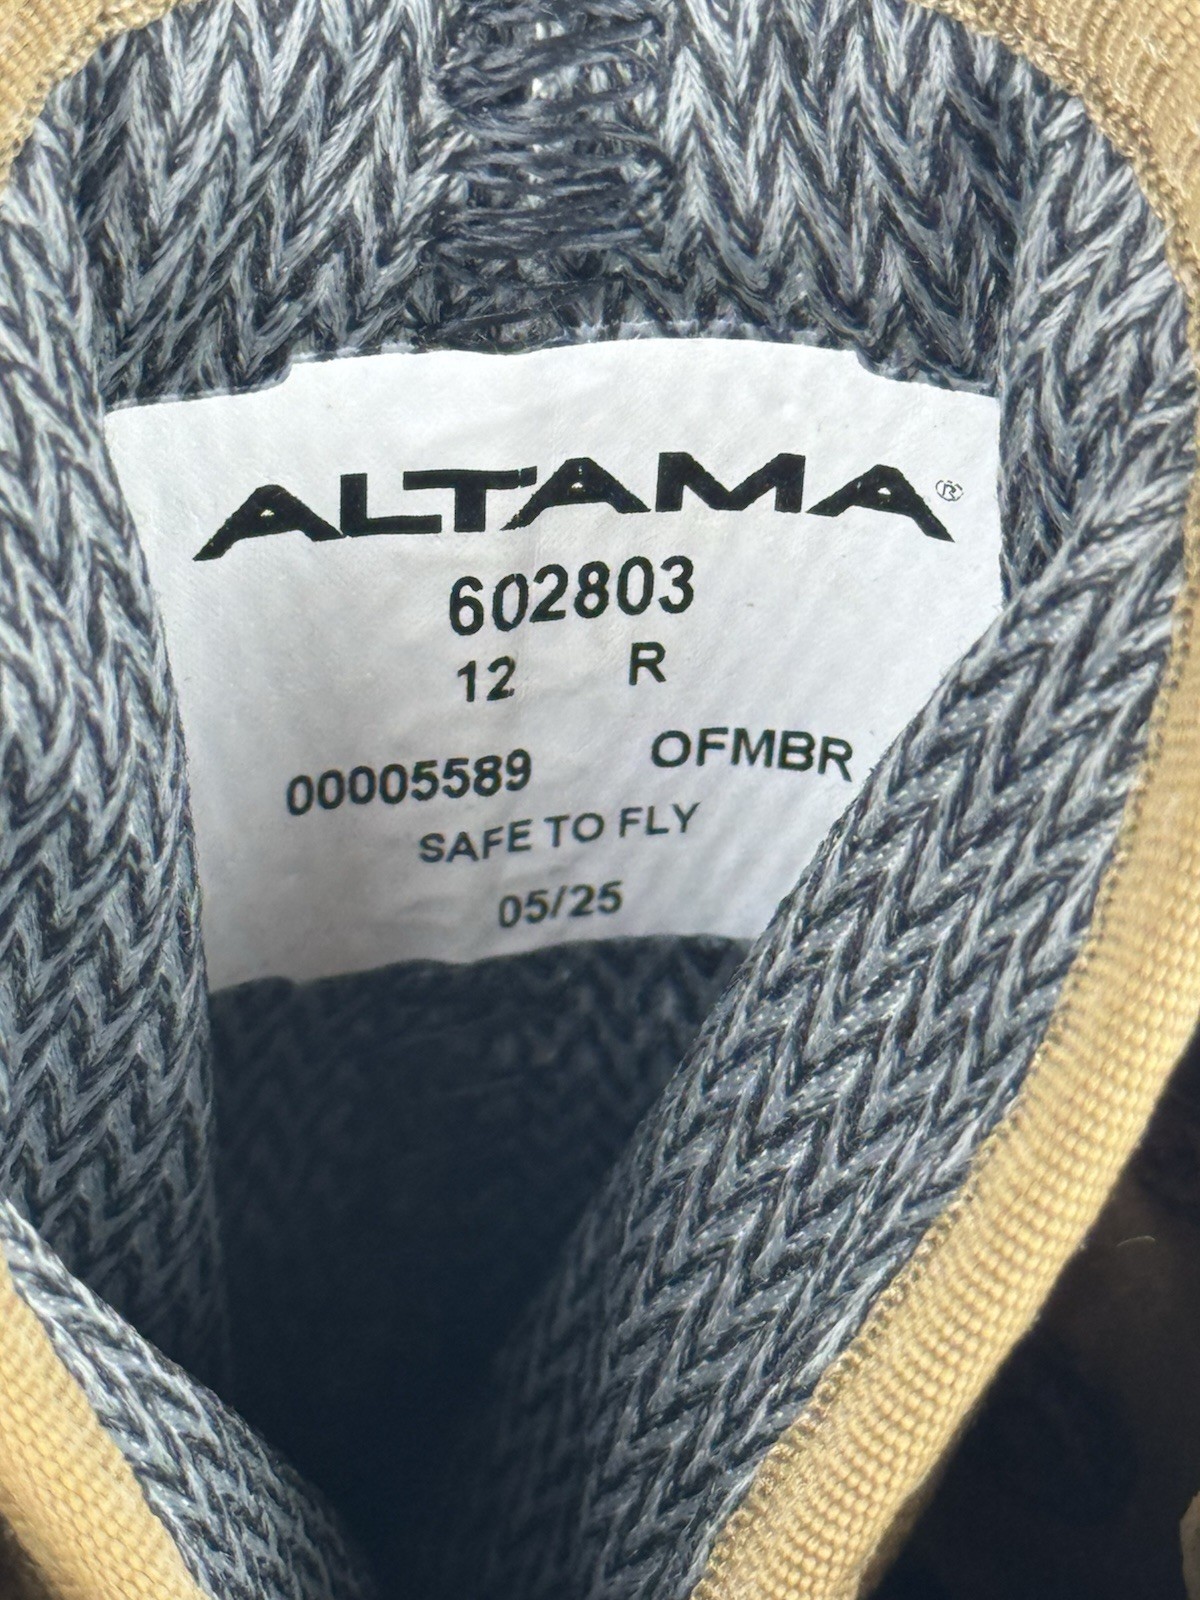 ALTAMA®
602803
12 R
00005589 OFMBR
SAFE TO FLY
05/25